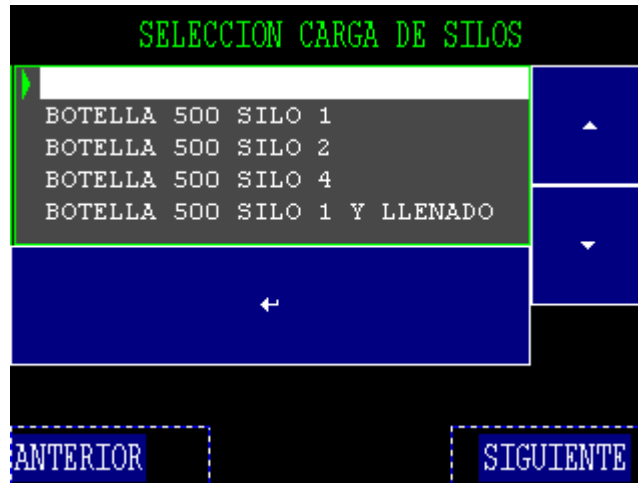 SELECCION CARGA DE SILOS
BOTELLA 500 SILO 1
BOTELLA 500 SILO 2
BOTELLA 500 SILO 4
BOTELLA 500 SILO 1 Y LLENADO
ANTERIOR
SIGUIENTE